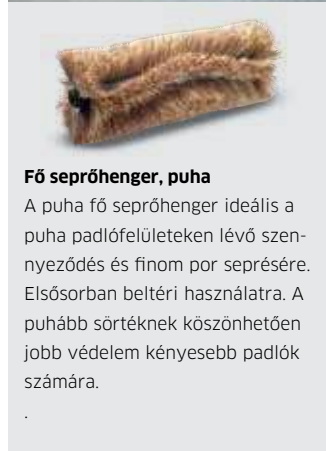 Fő seprőhenger, puha
A puha fő seprőhenger ideális a
puha padlófelületeken lévő szen-
nyeződés és finom por seprésére.
Elsősorban beltéri használatra. A
puhább sörtéknek köszönhetően
jobb védelem kényesebb padlók
számára.
.